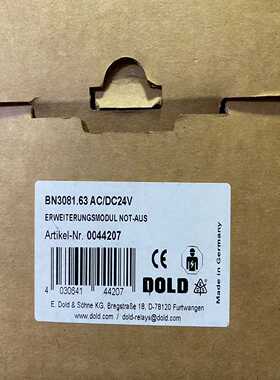 BN3081.63 AC/DC24V
ERWEITERUNGSMODUL NOT-AUS
Artikel-Nr. 0044207
DOLD
Made in Germany
E. Dold & Söhne KG, Bregstraße 18, D-78120 Furtwangen
www.dold.com / dold-relays@dold.com
4 030641 44207